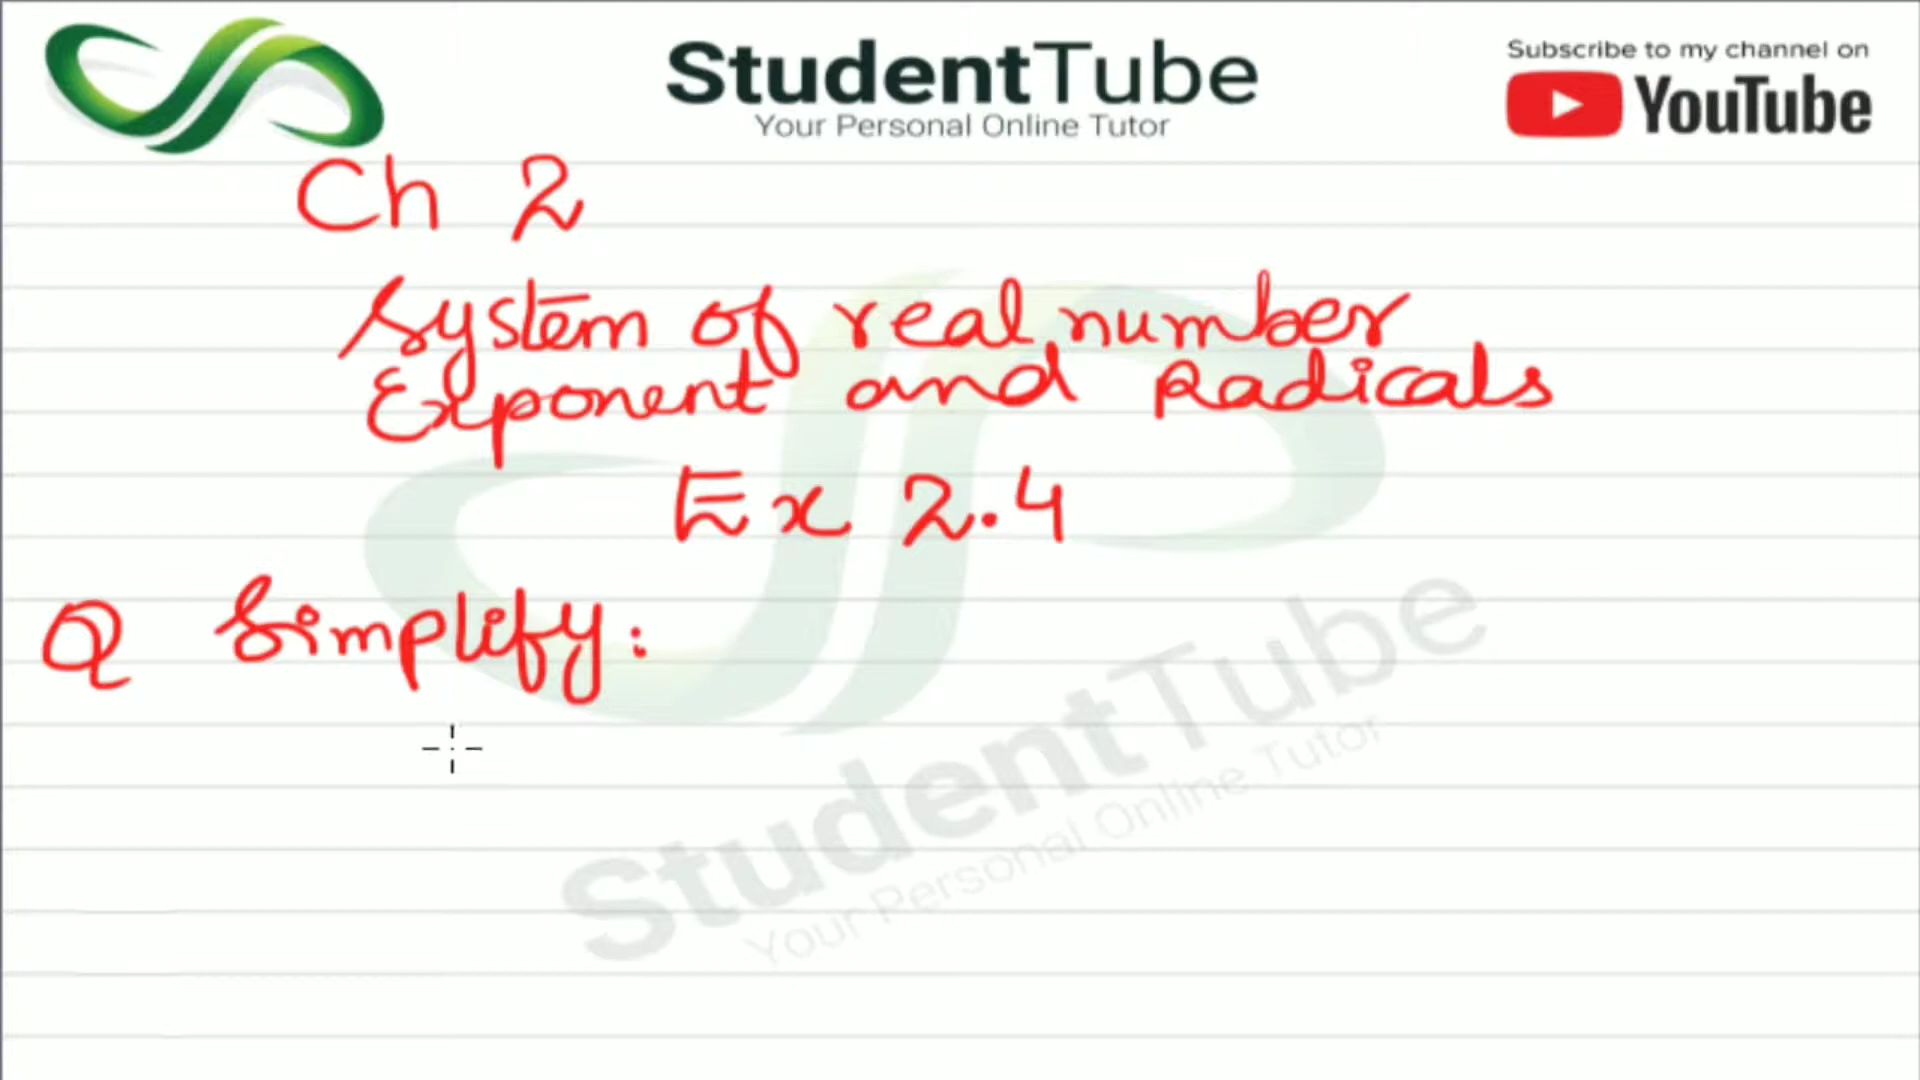 StudentTube
Your Personal Online Tutor
Subscribe to my channel on
YouTube
Ch 2
System of real number
Exponent and Radicals
Ex 2.4
Q Simplify:
StudentTube
Your Personal Online Tutor